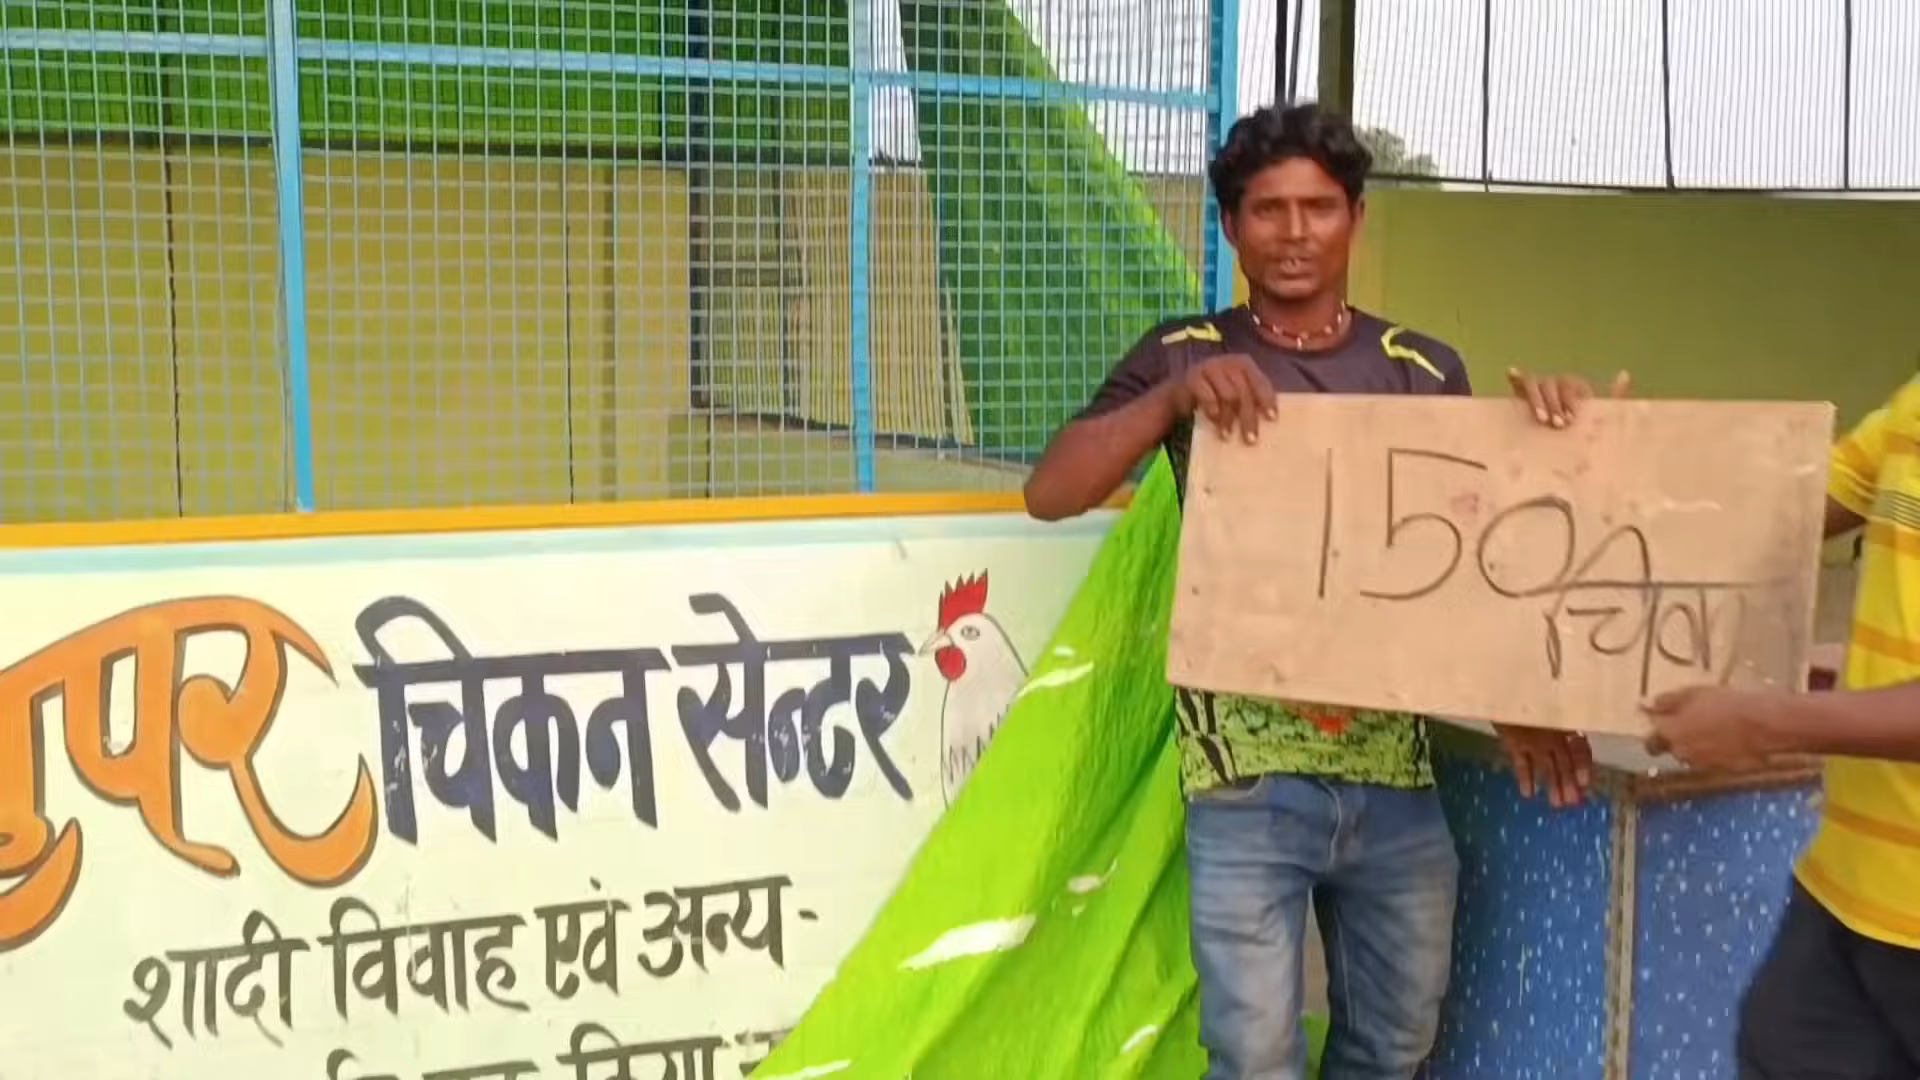 150
चिक
सुपर चिकन सेन्टर
शादी विवाह एवं अन्य -